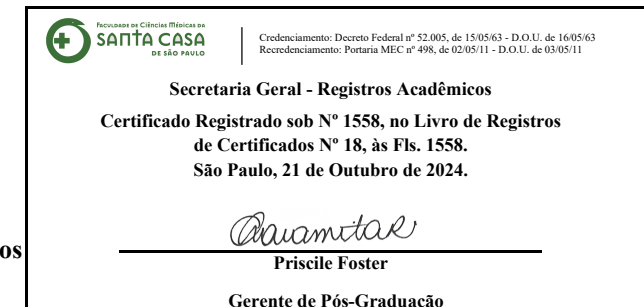 Faculdade de Ciências Médicas da
SANTA CASA
DE SÃO PAULO
Credenciamento: Decreto Federal nº 52.005, de 15/05/63 - D.O.U. de 16/05/63
Recredenciamento: Portaria MEC nº 498, de 02/05/11 - D.O.U. de 03/05/11
Secretaria Geral - Registros Acadêmicos
Certificado Registrado sob Nº 1558, no Livro de Registros
de Certificados Nº 18, às Fls. 1558.
São Paulo, 21 de Outubro de 2024.
os
Priscile Foster
Gerente de Pós-Graduação